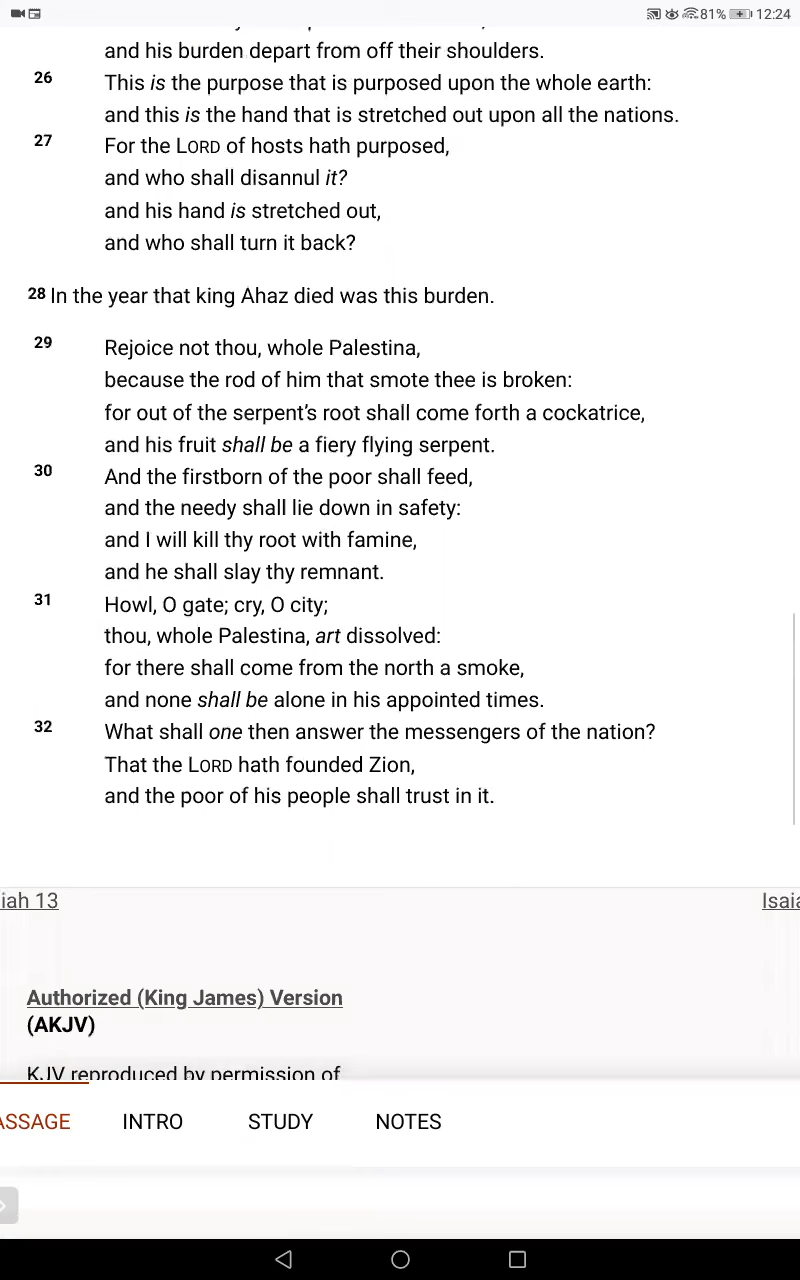 81% 12:24
and his burden depart from off their shoulders.
26 This is the purpose that is purposed upon the whole earth:
and this is the hand that is stretched out upon all the nations.
27 For the LORD of hosts hath purposed,
and who shall disannul it?
and his hand is stretched out,
and who shall turn it back?
28 In the year that king Ahaz died was this burden.
29 Rejoice not thou, whole Palestina,
because the rod of him that smote thee is broken:
for out of the serpent’s root shall come forth a cockatrice,
and his fruit shall be a fiery flying serpent.
30 And the firstborn of the poor shall feed,
and the needy shall lie down in safety:
and I will kill thy root with famine,
and he shall slay thy remnant.
31 Howl, O gate; cry, O city;
thou, whole Palestina, art dissolved:
for there shall come from the north a smoke,
and none shall be alone in his appointed times.
32 What shall one then answer the messengers of the nation?
That the LORD hath founded Zion,
and the poor of his people shall trust in it.
iah 13 Isaia
Authorized (King James) Version
(AKJV)
KJV reproduced by permission of
ASSAGE INTRO STUDY NOTES